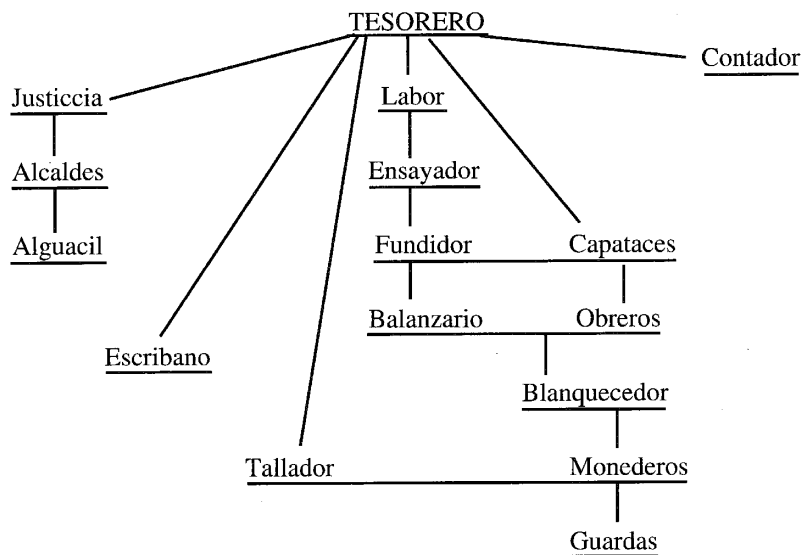 TESORERO
Contador
Justiccia
Labor
Alcaldes
Ensayador
Alguacil
Fundidor Capataces
Balanzario Obreros
Escribano
Blanquecedor
Tallador Monederos
Guardas